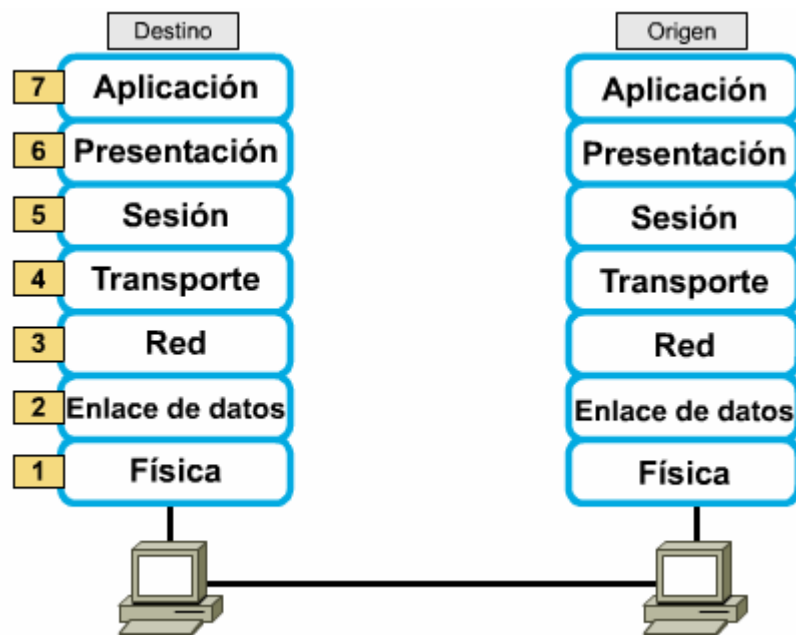 Destino
7 Aplicación
6 Presentación
5 Sesión
4 Transporte
3 Red
2 Enlace de datos
1 Física
Origen
Aplicación
Presentación
Sesión
Transporte
Red
Enlace de datos
Física